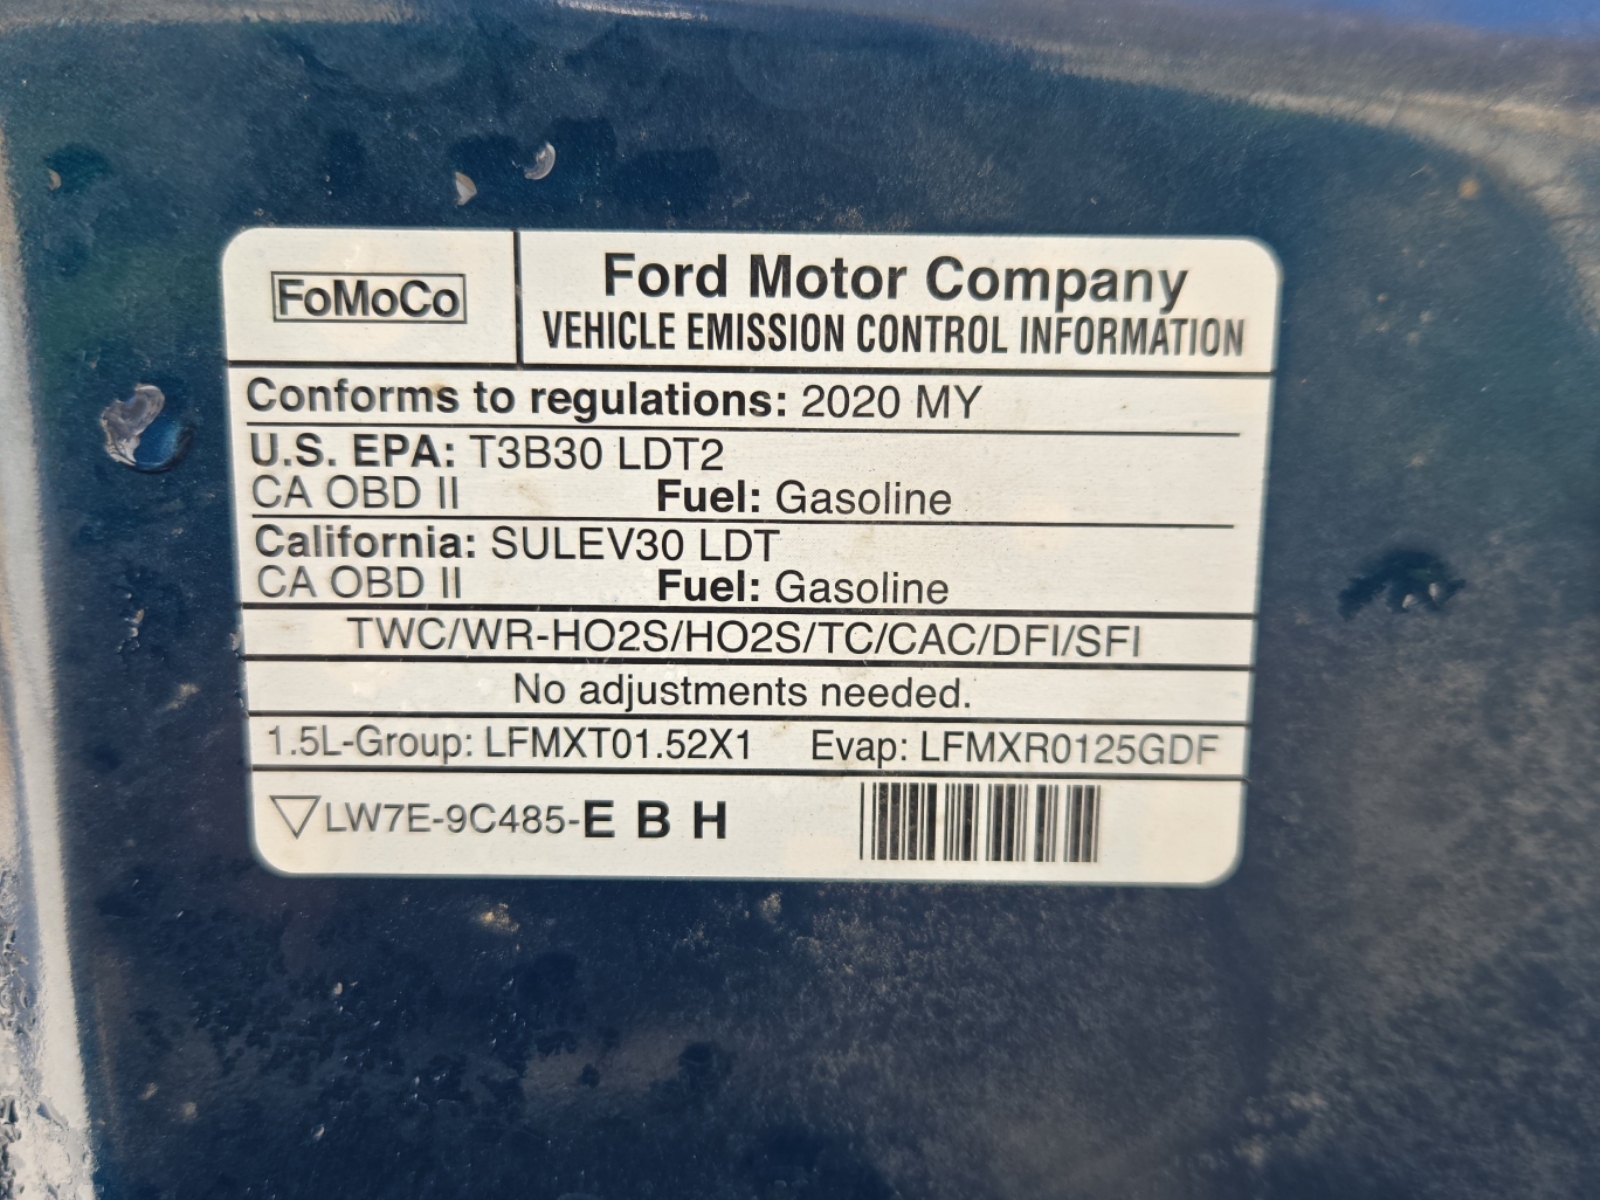 FoMoCo
Ford Motor Company
VEHICLE EMISSION CONTROL INFORMATION
Conforms to regulations: 2020 MY
U.S. EPA: T3B30 LDT2
CA OBD II Fuel: Gasoline
California: SULEV30 LDT
CA OBD II Fuel: Gasoline
TWC/WR-HO2S/HO2S/TC/CAC/DFI/SFI
No adjustments needed.
1.5L-Group: LFMXT01.52X1 Evap: LFMXR0125GDF
▽LW7E-9C485-E B H